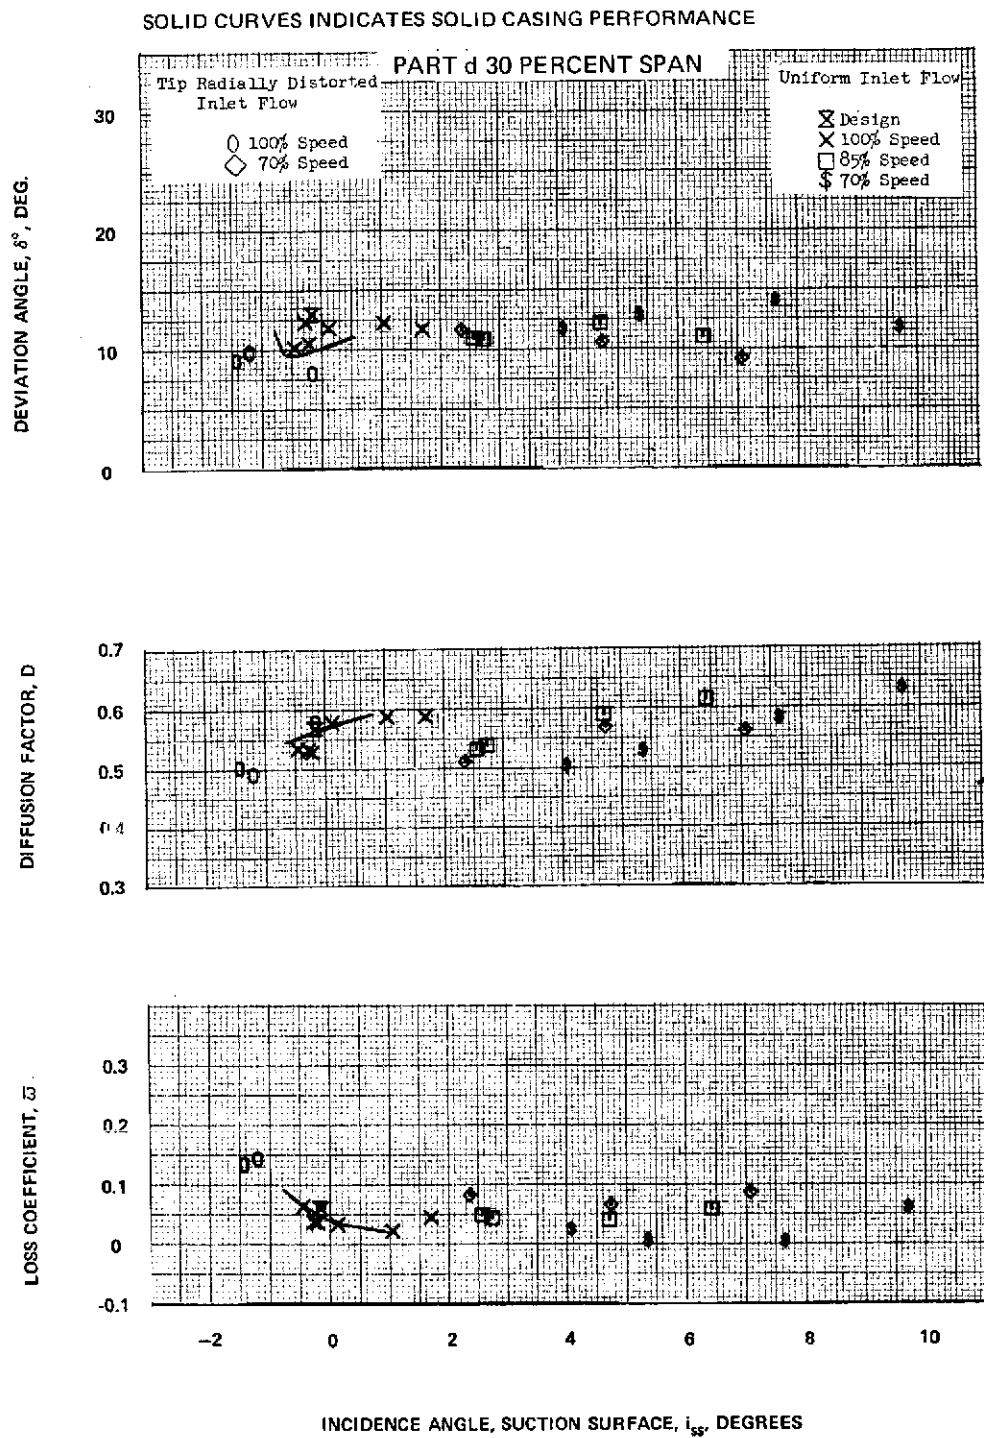 SOLID CURVES INDICATES SOLID CASING PERFORMANCE
PART d 30 PERCENT SPAN
Tip Radially Distorted
Inlet Flow
0 100% Speed
◇ 70% Speed
Uniform Inlet Flow
Design
× 100% Speed
□ 85% Speed
$ 70% Speed
DEVIATION ANGLE, δ°, DEG.
30
20
10
0
DIFFUSION FACTOR, D
0.7
0.6
0.5
0.4
0.3
LOSS COEFFICIENT, ϖ
0.3
0.2
0.1
0
-0.1
−2 0 2 4 6 8 10
INCIDENCE ANGLE, SUCTION SURFACE, iss, DEGREES